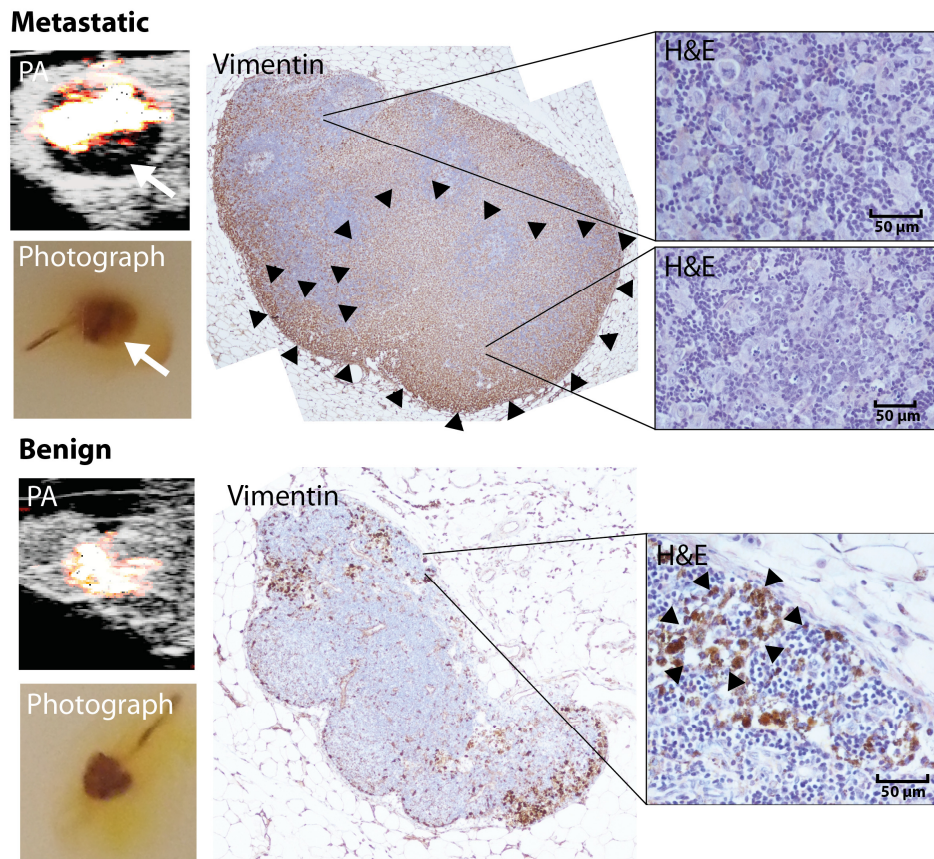 Metastatic
PA
Vimentin
H&E
50 µm
Photograph
H&E
50 µm
Benign
PA
Vimentin
H&E
50 µm
Photograph